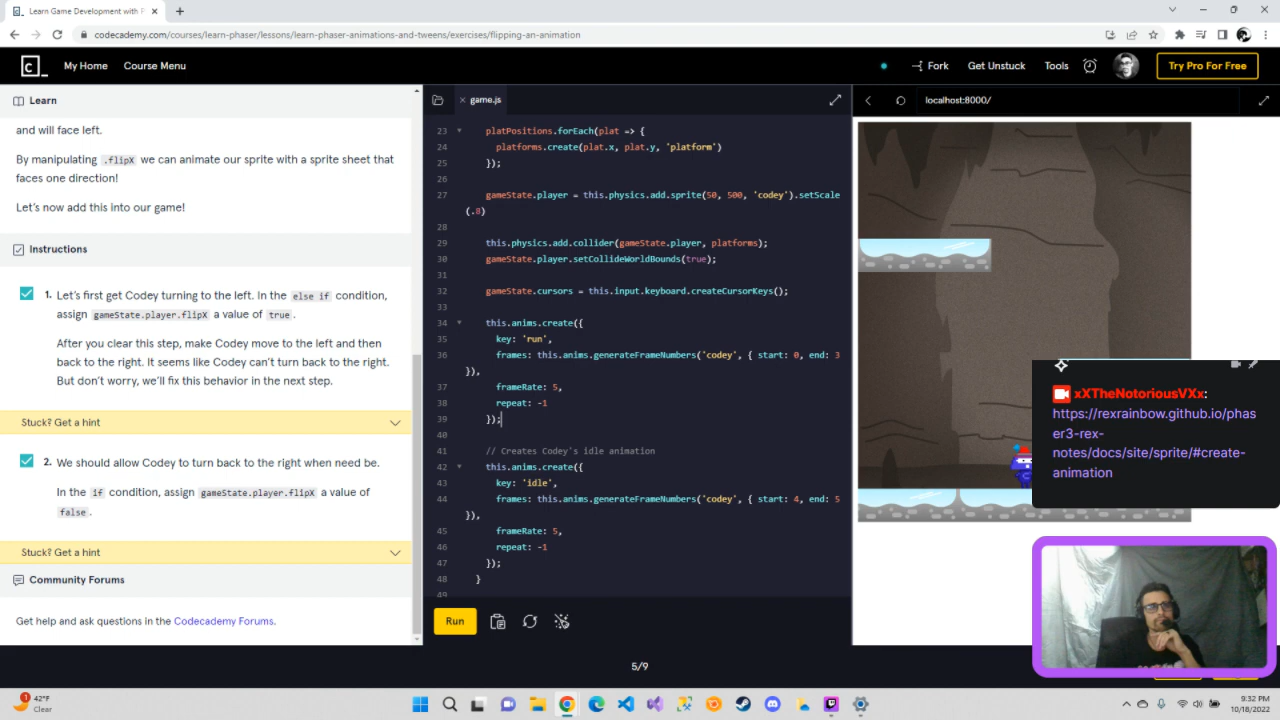 Learn Game Development with P
codecademy.com/courses/learn-phaser/lessons/learn-phaser-animations-and-tweens/exercises/flipping-an-animation
My Home
Course Menu
Fork
Get Unstuck
Tools
Try Pro For Free
Learn
and will face left.
By manipulating .flipX we can animate our sprite with a sprite sheet that
faces one direction!
Let's now add this into our game!
Instructions
1. Let's first get Codey turning to the left. In the else if condition,
assign gameState.player.flipX a value of true .
After you clear this step, make Codey move to the left and then
back to the right. It seems like Codey can't turn back to the right.
But don't worry, we'll fix this behavior in the next step.
Stuck? Get a hint
2. We should allow Codey to turn back to the right when need be.
In the if condition, assign gameState.player.flipX a value of
false .
Stuck? Get a hint
Community Forums
Get help and ask questions in the Codecademy Forums.
game.js
23 platPositions.forEach(plat => {
24 platforms.create(plat.x, plat.y, 'platform')
25 });
26
27 gameState.player = this.physics.add.sprite(50, 500, 'codey').setScale
(.8)
28
29 this.physics.add.collider(gameState.player, platforms);
30 gameState.player.setCollideWorldBounds(true);
31
32 gameState.cursors = this.input.keyboard.createCursorKeys();
33
34 this.anims.create({
35 key: 'run',
36 frames: this.anims.generateFrameNumbers('codey', { start: 0, end: 3
}),
37 frameRate: 5,
38 repeat: -1
39 });
40
41 // Creates Codey's idle animation
42 this.anims.create({
43 key: 'idle',
44 frames: this.anims.generateFrameNumbers('codey', { start: 4, end: 5
}),
45 frameRate: 5,
46 repeat: -1
47 });
48 }
49
Run
localhost:8000/
xXTheNotoriousVXx:
https://rexrainbow.github.io/phas
er3-rex-
notes/docs/site/sprite/#create-
animation
5/9
1
42°F
Clear
9:32 PM
10/18/2022